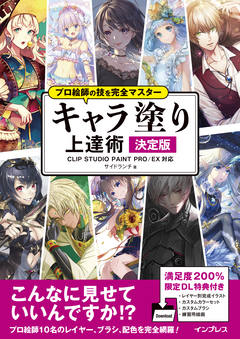 プロ絵師の技を完全マスター
キャラ塗り
上達術 決定版
CLIP STUDIO PAINT PRO/EX 対応
サイドランチ 著
こんなに見せて
いいんですか!?
プロ絵師10名のレイヤー、ブラシ、配色を完全網羅!
満足度200%
限定DL特典付き
・レイヤー別完成イラスト
・カスタムカラーセット
・カスタムブラシ
・練習用線画
Download
インプレス